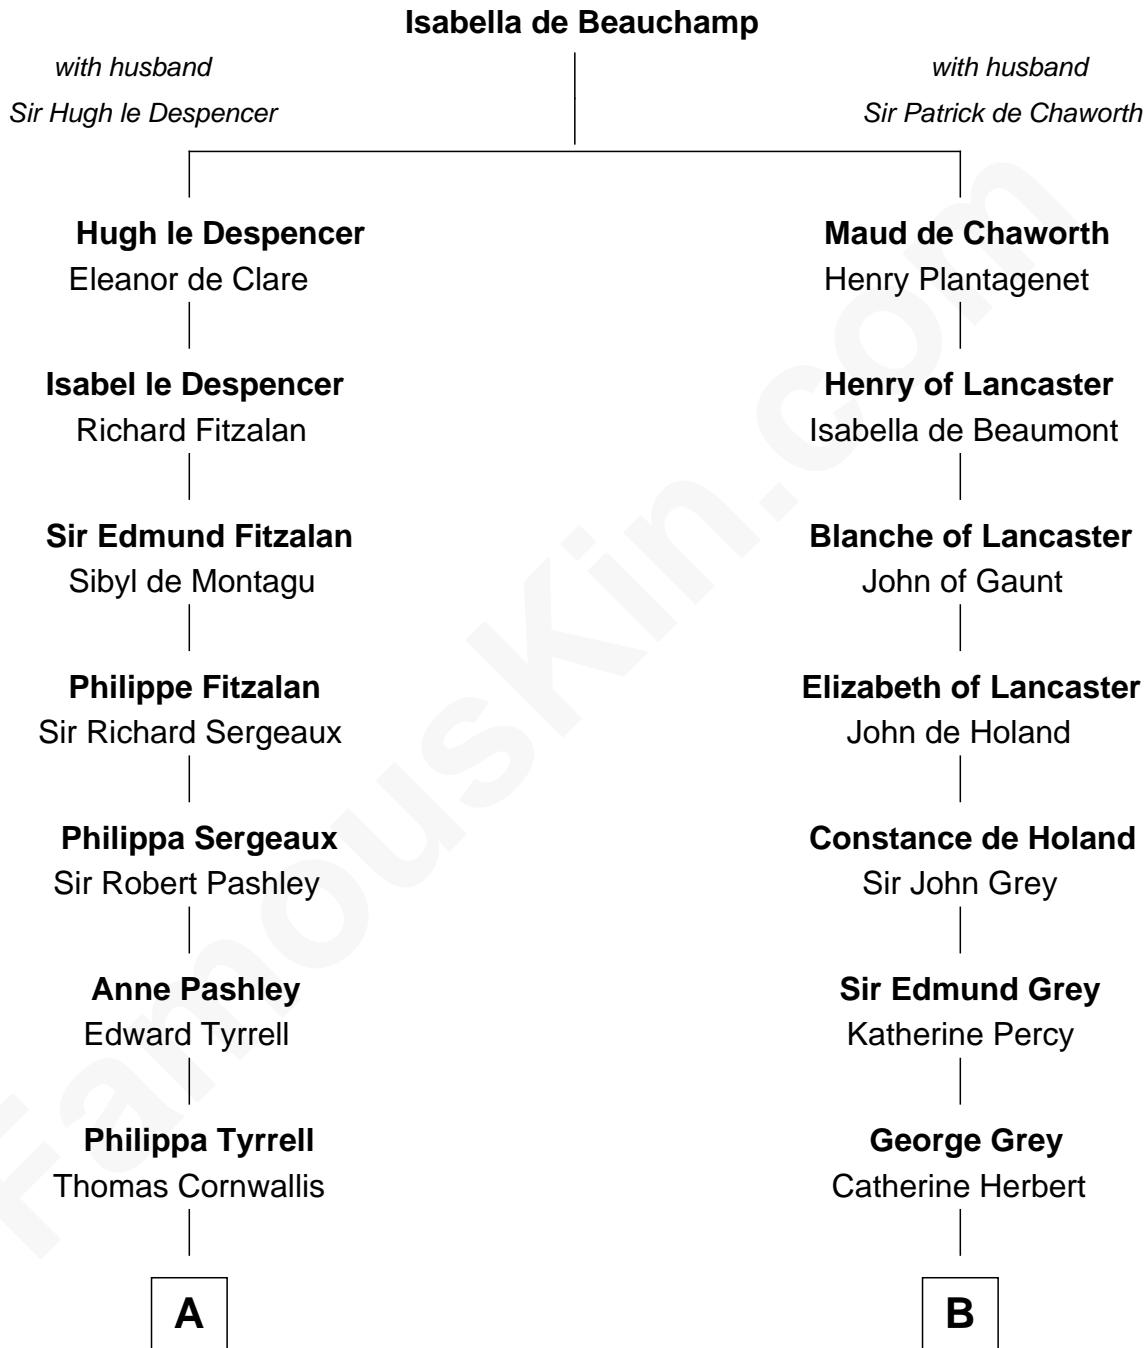 Isabella de Beauchamp
with husband
Sir Hugh le Despencer
with husband
Sir Patrick de Chaworth
Hugh le Despencer
Eleanor de Clare
Maud de Chaworth
Henry Plantagenet
Isabel le Despencer
Richard Fitzalan
Henry of Lancaster
Isabella de Beaumont
Sir Edmund Fitzalan
Sibyl de Montagu
Blanche of Lancaster
John of Gaunt
Philippe Fitzalan
Sir Richard Sergeaux
Elizabeth of Lancaster
John de Holand
Philippa Sergeaux
Sir Robert Pashley
Constance de Holand
Sir John Grey
Anne Pashley
Edward Tyrrell
Sir Edmund Grey
Katherine Percy
Philippa Tyrrell
Thomas Cornwallis
George Grey
Catherine Herbert
A
B
FamousKin.com